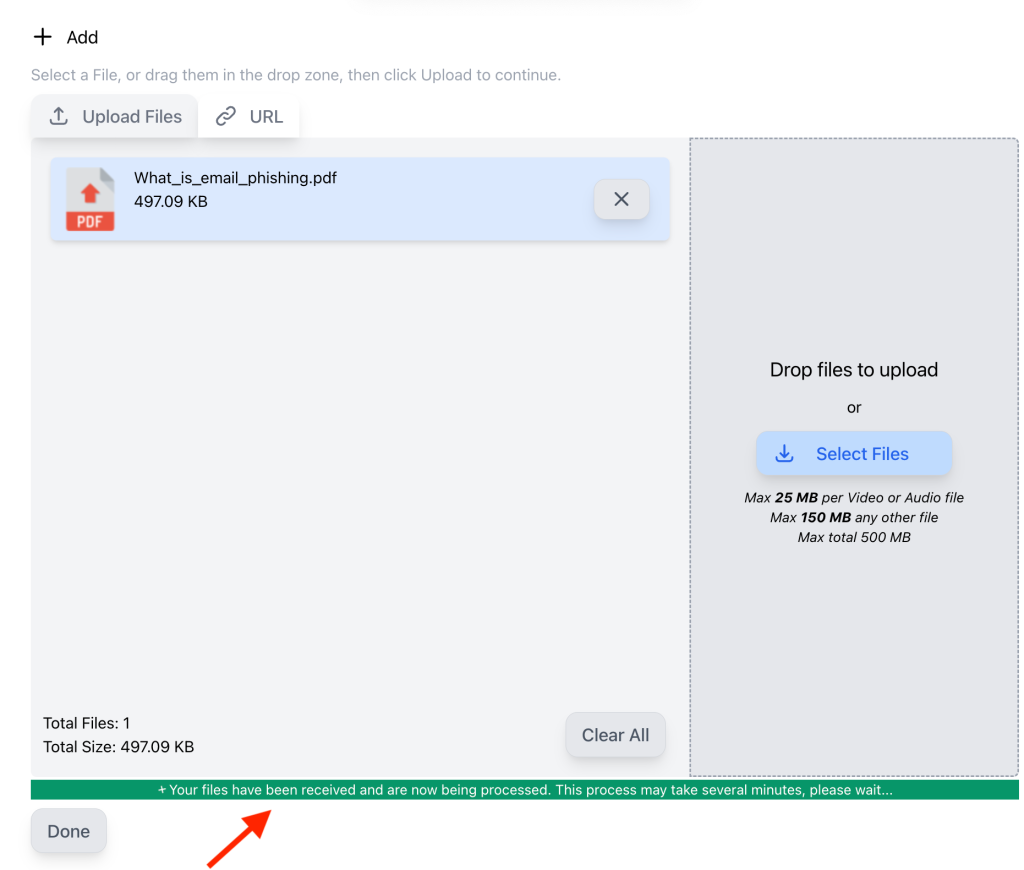 + Add
Select a File, or drag them in the drop zone, then click Upload to continue.
Upload Files
URL
What_is_email_phishing.pdf
497.09 KB
PDF
Drop files to upload
or
Select Files
Max 25 MB per Video or Audio file
Max 150 MB any other file
Max total 500 MB
Total Files: 1
Total Size: 497.09 KB
Clear All
+ Your files have been received and are now being processed. This process may take several minutes, please wait...
Done